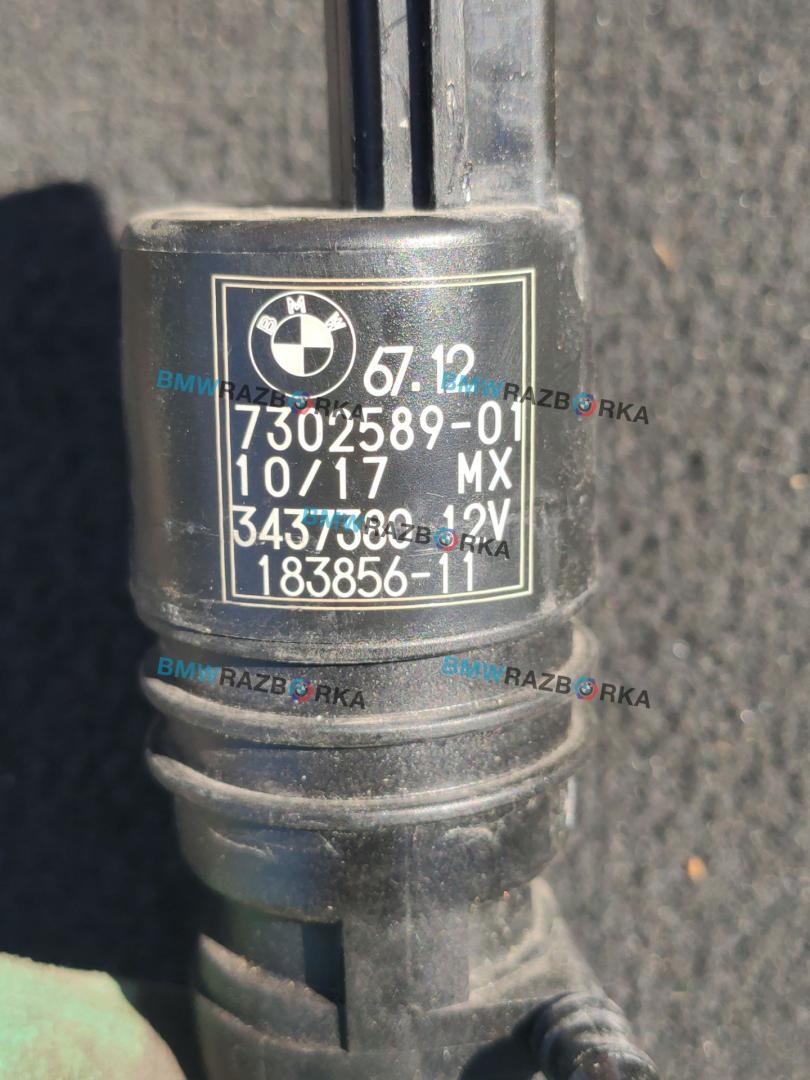 BMW
67.12
BMWRAZBORKA BMWRAZBORKA
7302589-01
10/17 MX
12V
BMWRAZBORKA
183856-11
BMWRAZBORKA BMWRAZBORKA